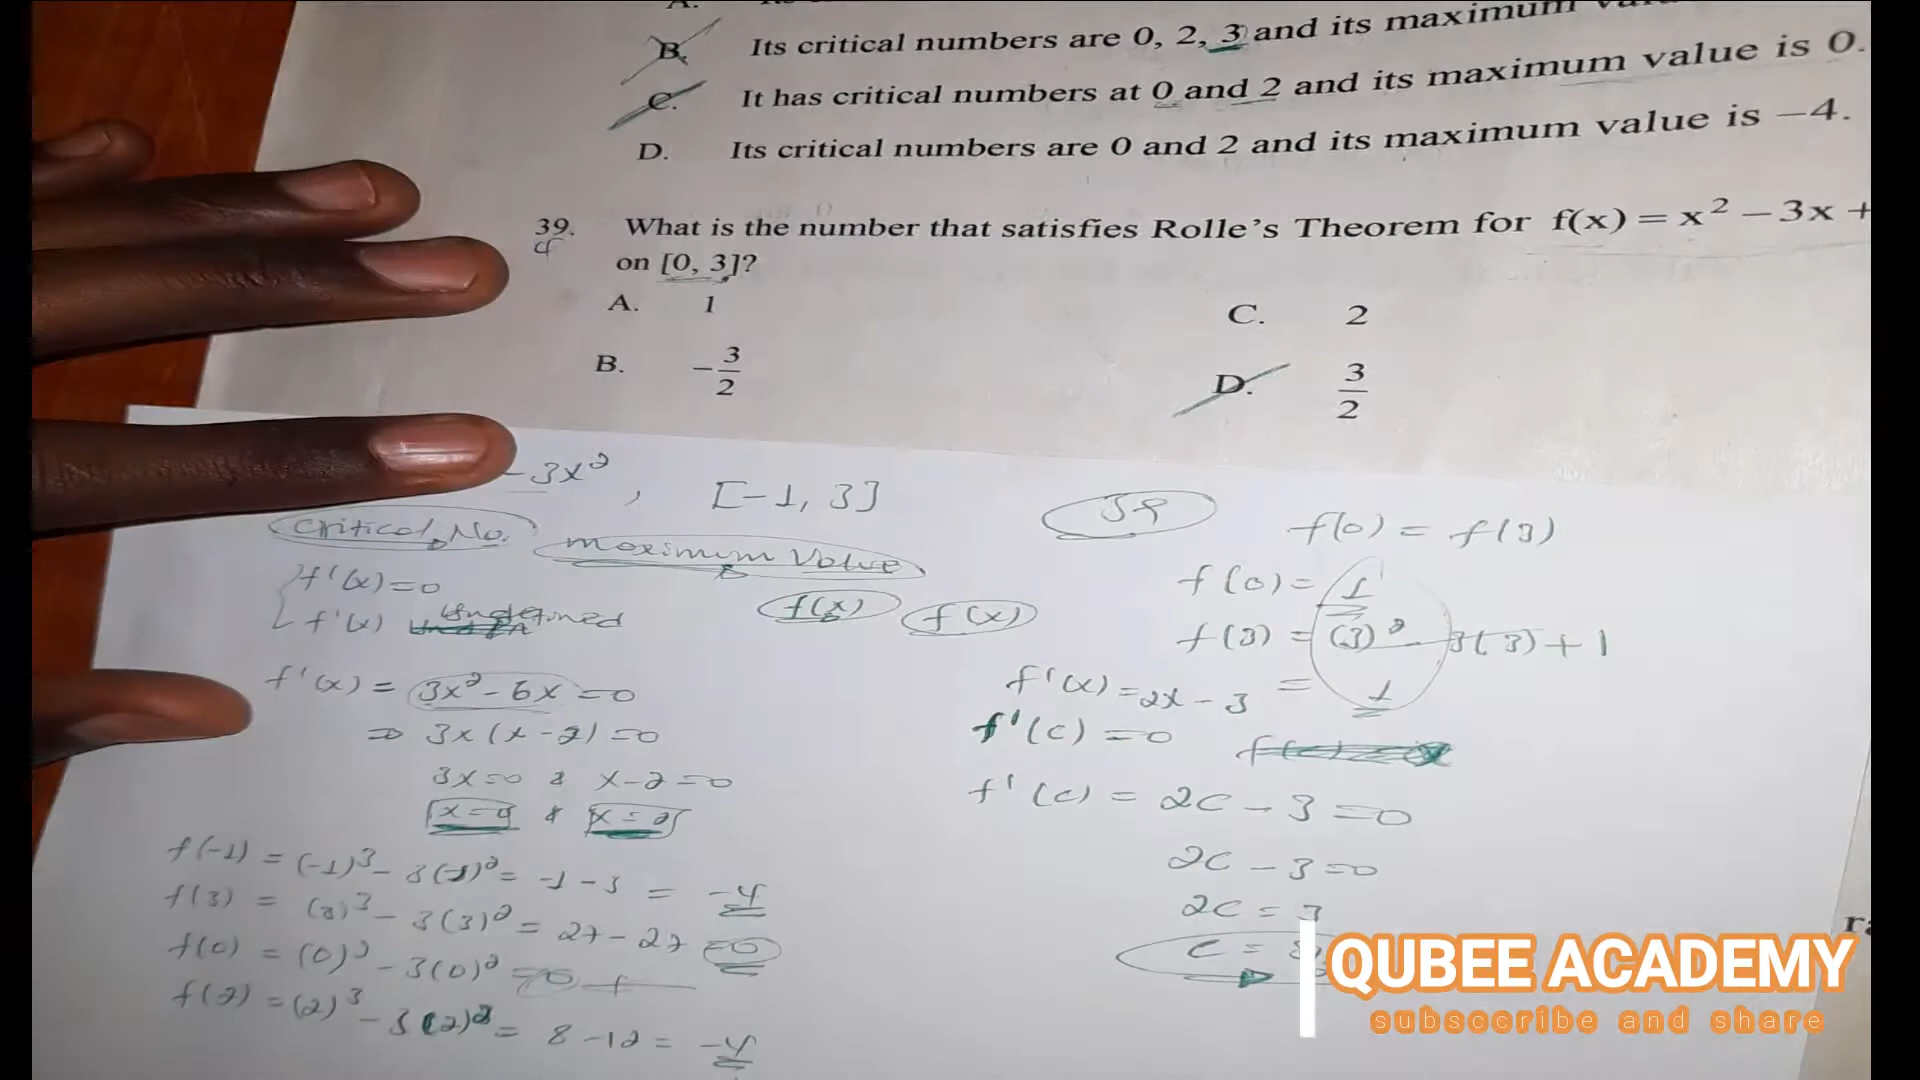 B. Its critical numbers are 0, 2, 3 and its maximum
C. It has critical numbers at 0 and 2 and its maximum value is 0.
D. Its critical numbers are 0 and 2 and its maximum value is −4.
39. What is the number that satisfies Rolle's Theorem for f(x) = x² − 3x +
on [0, 3]?
A. 1
C. 2
B. −3/2
D. 3/2
- 3x² , [-1, 3]
Critical No.
maximum Value
f'(x) = 0
f'(x) Undefined
f(x) f(x)
f'(x) = 3x² - 6x = 0
⇒ 3x(x - 2) = 0
3x = 0 & x - 2 = 0
x = 0 & x = 2
f(-1) = (-1)³ - 3(-1)² = -1 - 3 = -4
f(3) = (3)³ - 3(3)² = 27 - 27 = 0
f(0) = (0)³ - 3(0)² = 0
f(2) = (2)³ - 3(2)² = 8 - 12 = -4
39
f(0) = f(3)
f(0) = 1
f(3) = (3)² - 3(3) + 1
= 1
f'(x) = 2x - 3
f'(c) = 0
f'(c) = 2c - 3 = 0
2c - 3 = 0
2c = 3
c =
QUBEE ACADEMY
subsccribe and share